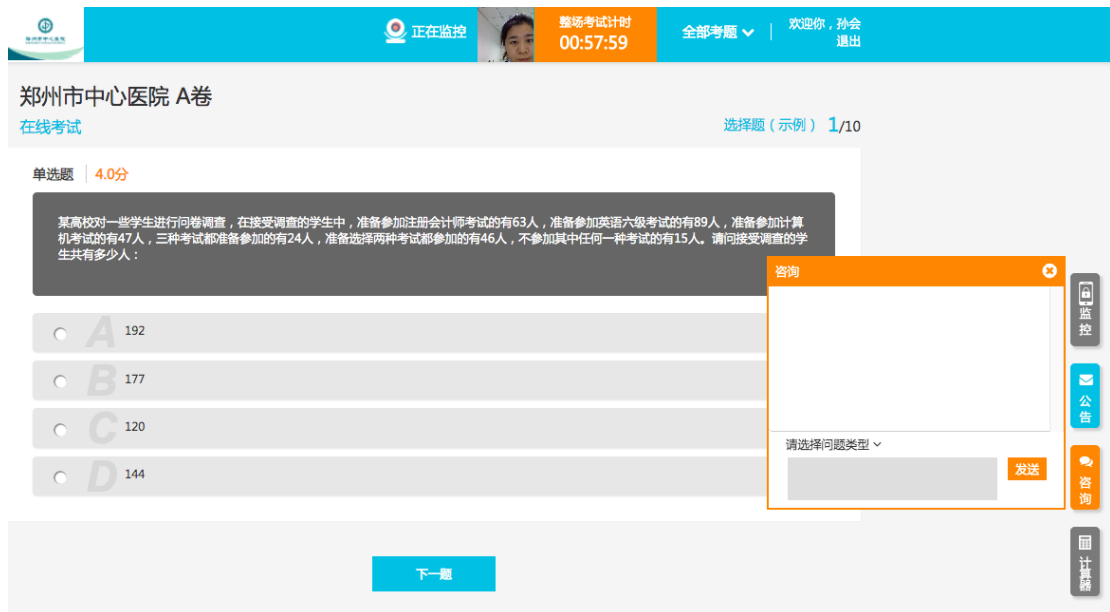 郑州市中心医院
正在监控
整场考试计时
00:57:59
全部考题
欢迎你，孙会
退出
郑州市中心医院 A卷
在线考试
选择题（示例） 1/10
单选题 4.0分
某高校对一些学生进行问卷调查，在接受调查的学生中，准备参加注册会计师考试的有63人，准备参加英语六级考试的有89人，准备参加计算
机考试的有47人，三种考试都准备参加的有24人，准备选择两种考试都参加的有46人，不参加其中任何一种考试的有15人。请问接受调查的学
生共有多少人：
A 192
B 177
C 120
D 144
咨询
请选择问题类型
发送
监控
公告
咨询
计算器
下一题